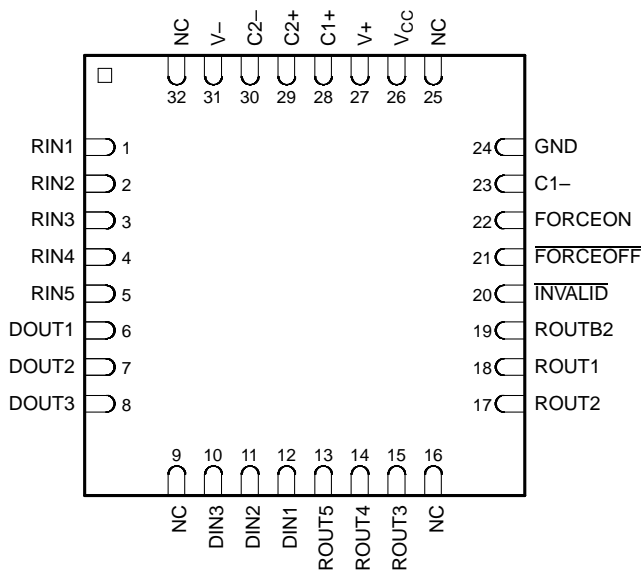 NC V– C2– C2+ C1+ V+ VCC NC
32 31 30 29 28 27 26 25
RIN1 1 24 GND
RIN2 2 23 C1–
RIN3 3 22 FORCEON
RIN4 4 21 FORCEOFF
RIN5 5 20 INVALID
DOUT1 6 19 ROUTB2
DOUT2 7 18 ROUT1
DOUT3 8 17 ROUT2
9 10 11 12 13 14 15 16
NC DIN3 DIN2 DIN1 ROUT5 ROUT4 ROUT3 NC